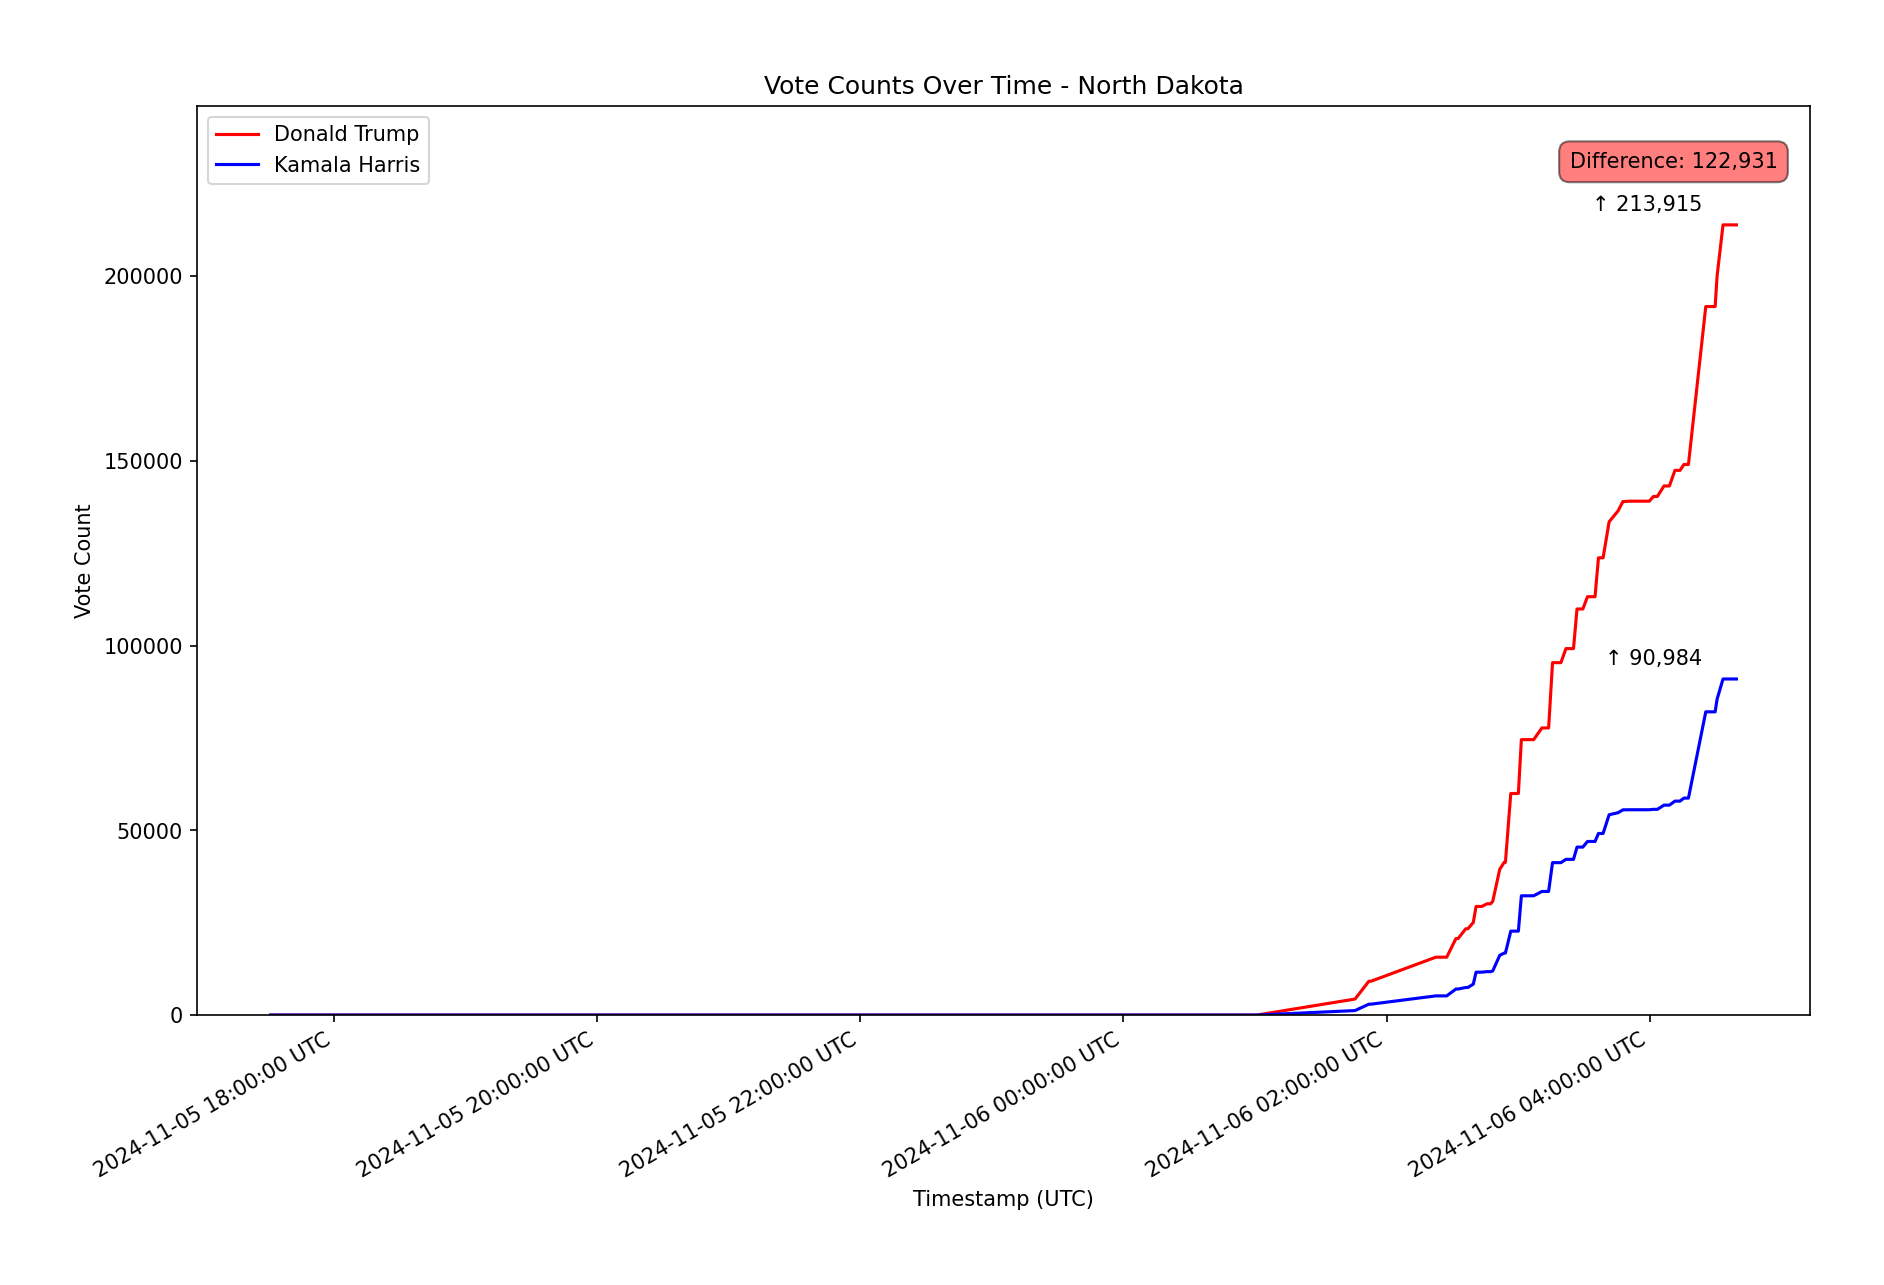 Vote Counts Over Time - North Dakota
Donald Trump
Kamala Harris
Difference: 122,931
↑ 213,915
↑ 90,984
Vote Count
200000
150000
100000
50000
0
2024-11-05 18:00:00 UTC
2024-11-05 20:00:00 UTC
2024-11-05 22:00:00 UTC
2024-11-06 00:00:00 UTC
2024-11-06 02:00:00 UTC
2024-11-06 04:00:00 UTC
Timestamp (UTC)